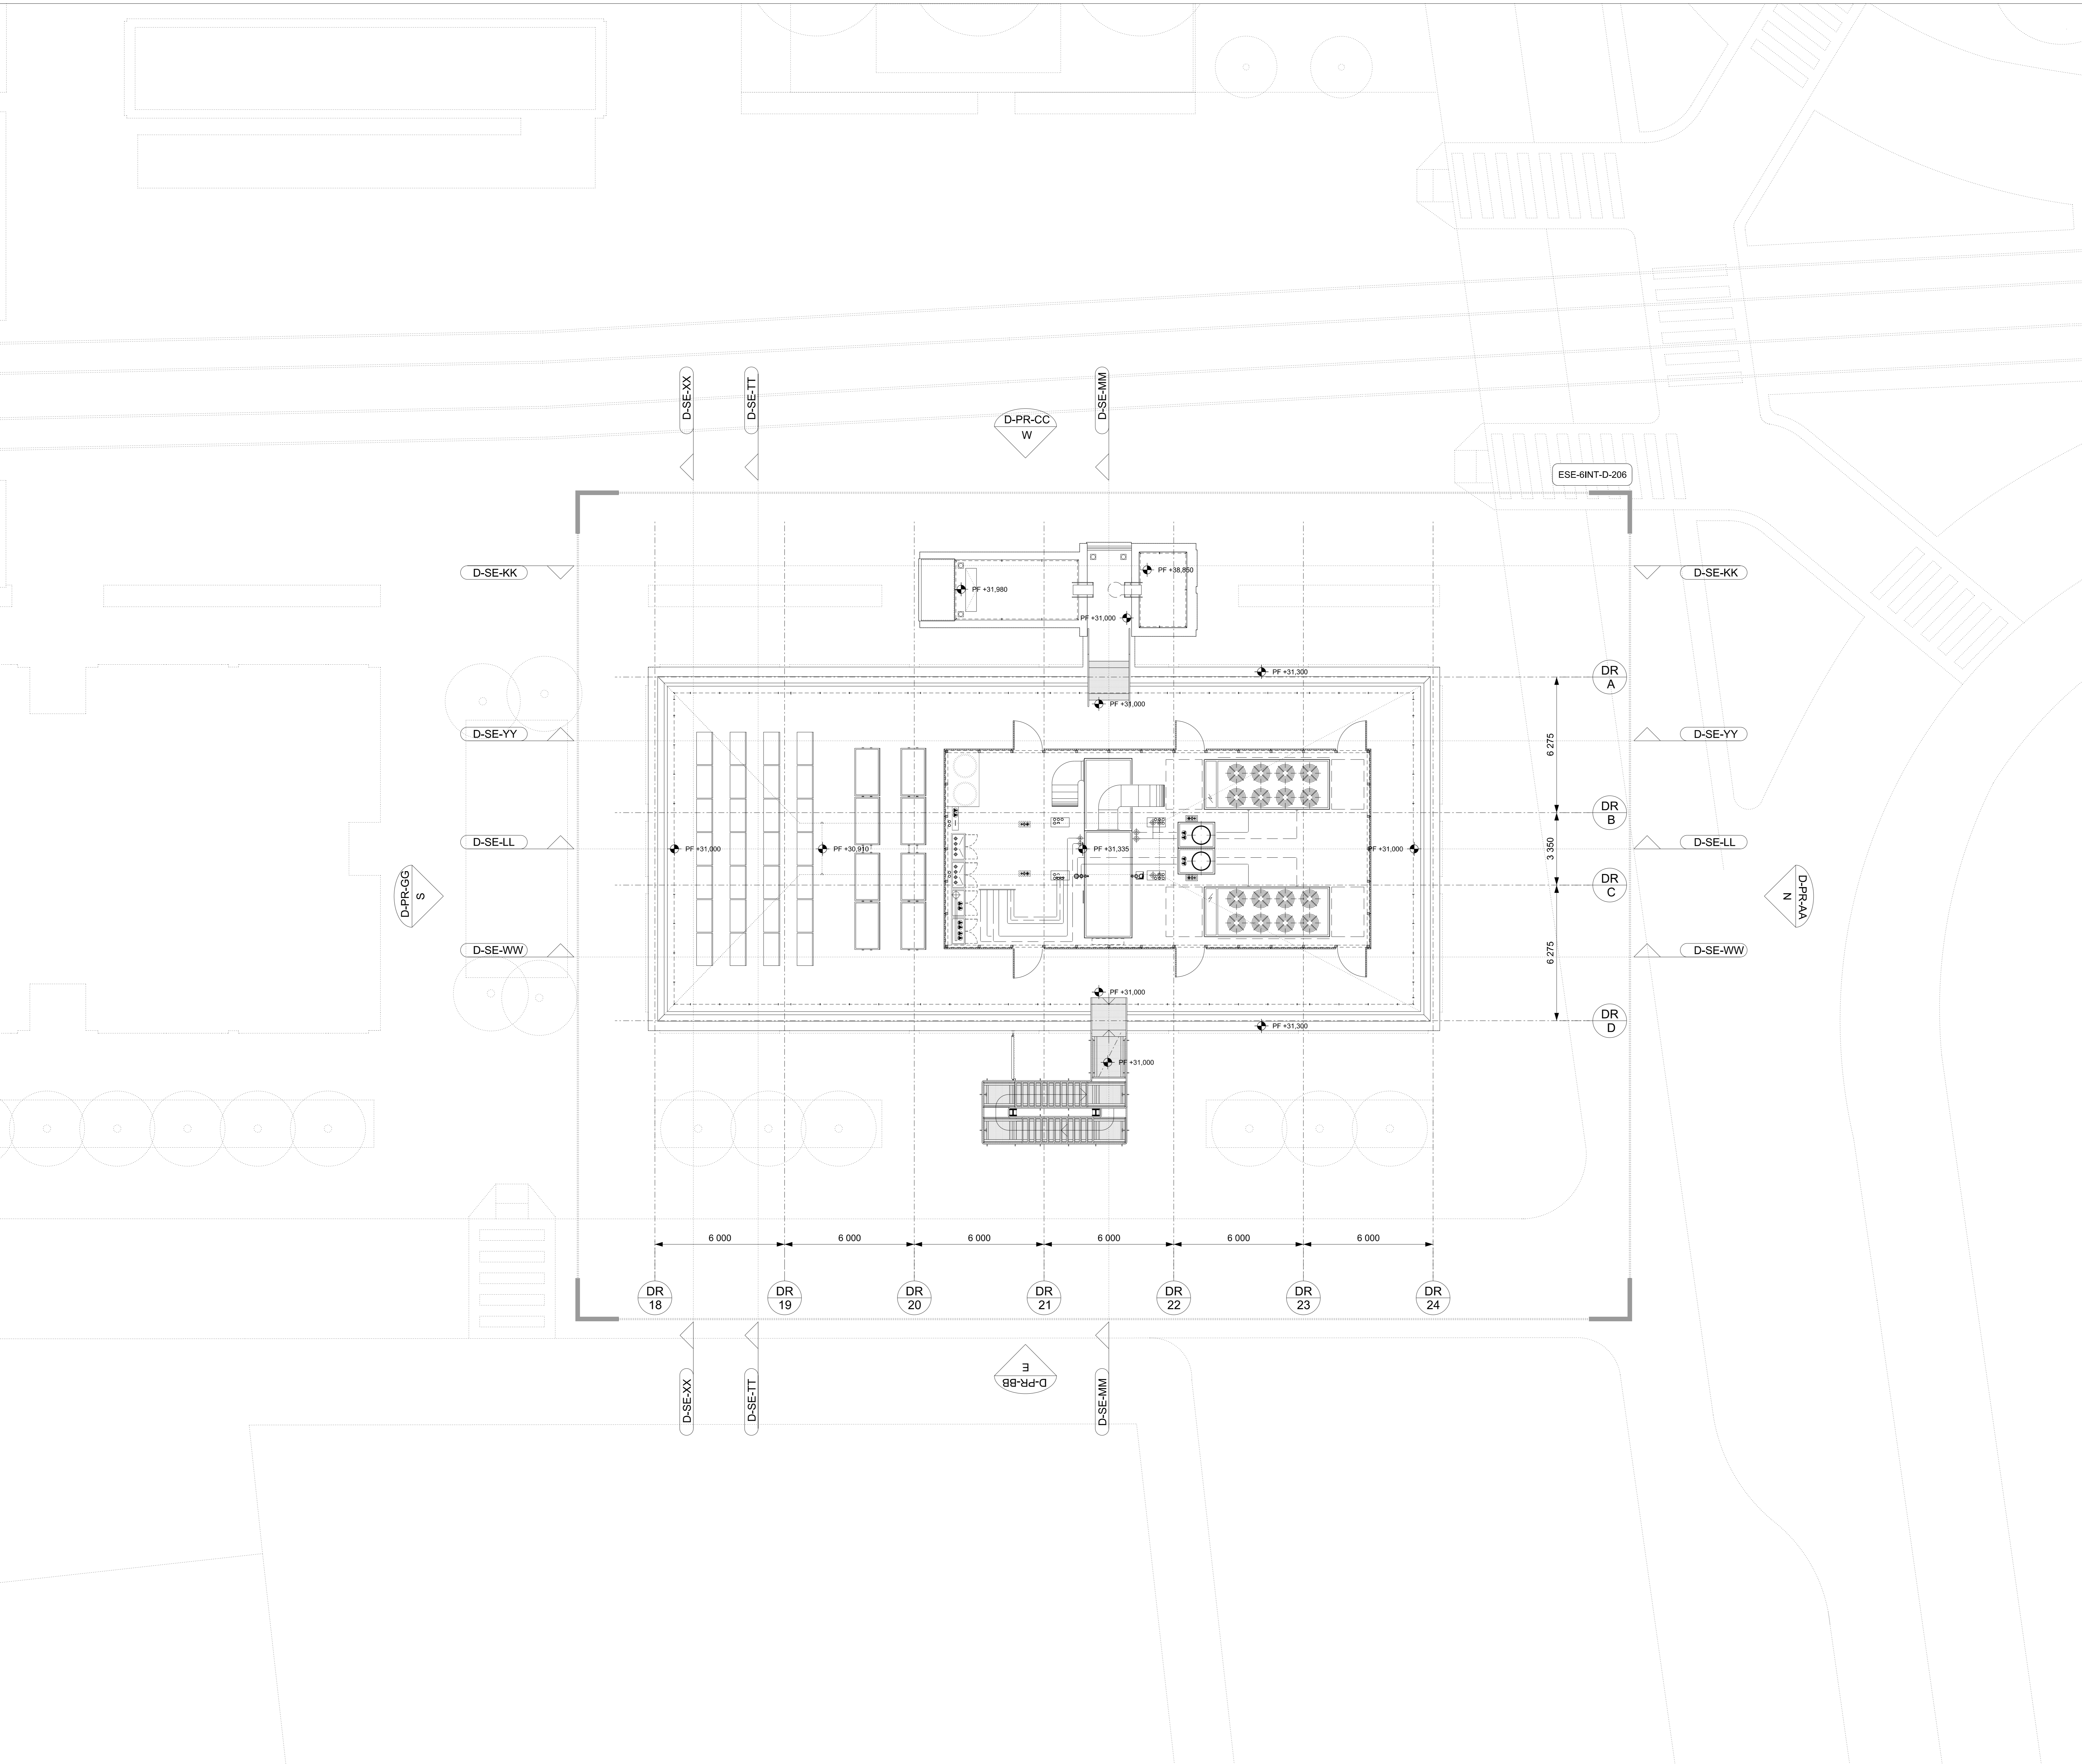 D-SE-XX
D-SE-TT
D-SE-MM
D-PR-CC
W
ESE-6INT-D-206
D-SE-KK
D-SE-KK
PF +38,850
PF +31,980
PF +31,000
DR
A
PF +31,300
PF +31,000
D-SE-YY
D-SE-YY
6 275
DR
B
D-SE-LL
D-SE-LL
PF +31,000
PF +30,910
PF +31,335
PF +31,000
3 350
DR
C
D-PR-GG
S
D-PR-AA
N
D-SE-WW
D-SE-WW
6 275
PF +31,000
DR
D
PF +31,300
PF +31,000
6 000
6 000
6 000
6 000
6 000
6 000
DR
18
DR
19
DR
20
DR
21
DR
22
DR
23
DR
24
E
D-PR-BB
D-SE-XX
D-SE-TT
D-SE-MM